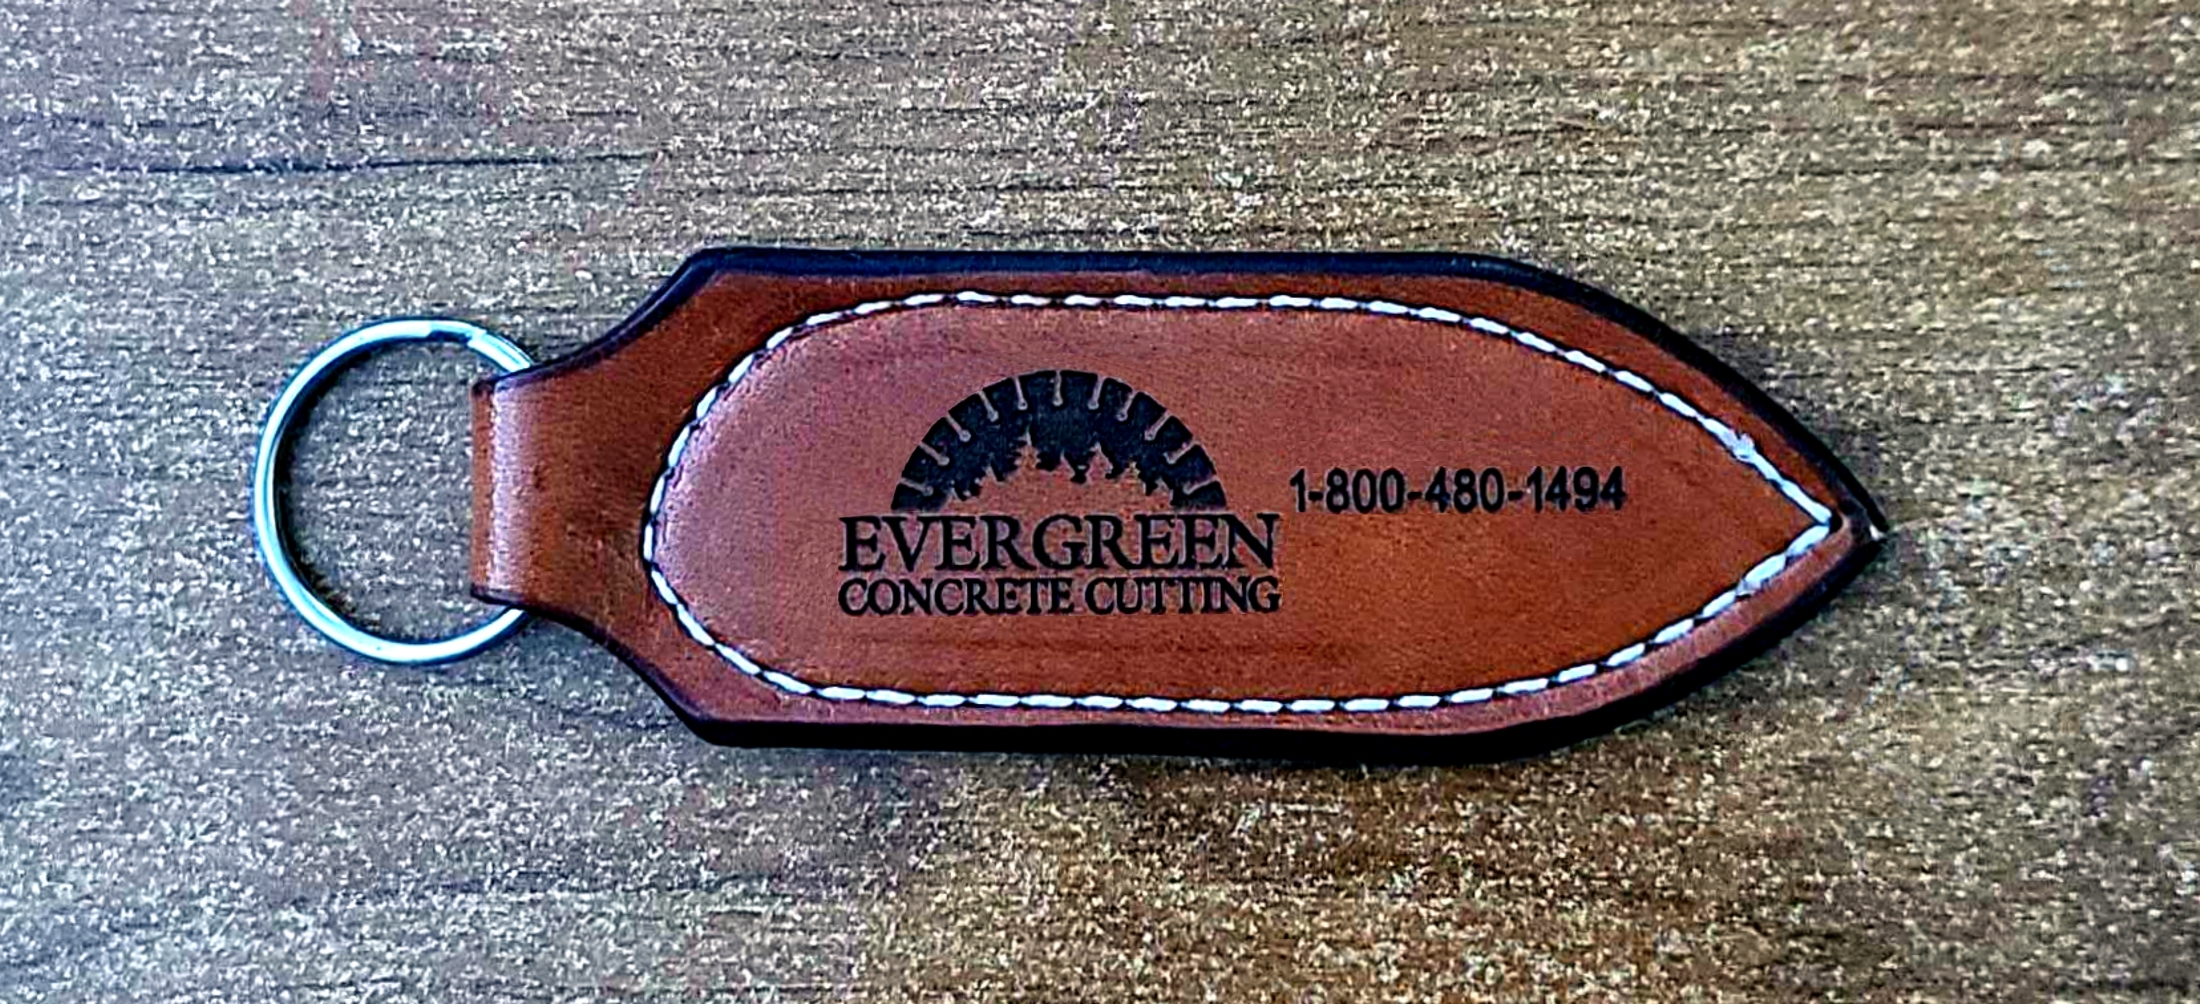 EVERGREEN
CONCRETE CUTTING
1-800-480-1494